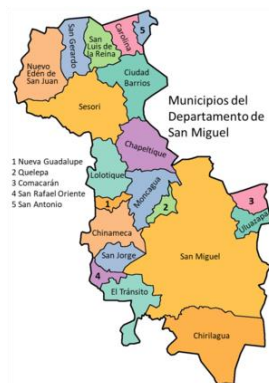 San Gerardo
San
Luis de
la Reina
Carolina
5
Nuevo
Edén de
San Juan
Ciudad
Barrios
Sesori
Municipios del
Departamento de
San Miguel
Chapeltique
1 Nueva Guadalupe
2 Quelepa
3 Comacarán
4 San Rafael Oriente
5 San Antonio
Lolotique
Moncagua
1
2
3
Uluazapa
Chinameca
San Jorge
San Miguel
4
El Tránsito
Chirilagua